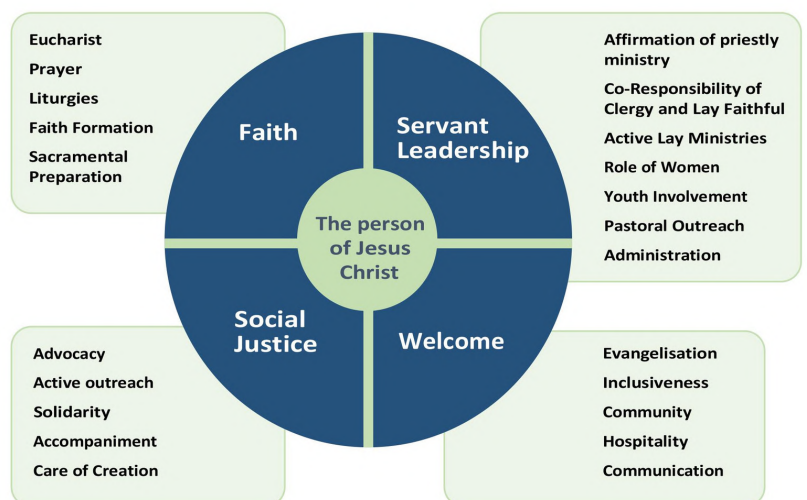 Eucharist
Prayer
Liturgies
Faith Formation
Sacramental
Preparation
Faith
Servant
Leadership
Affirmation of priestly
ministry
Co-Responsibility of
Clergy and Lay Faithful
Active Lay Ministries
Role of Women
Youth Involvement
Pastoral Outreach
Administration
The person
of Jesus
Christ
Social
Justice
Welcome
Advocacy
Active outreach
Solidarity
Accompaniment
Care of Creation
Evangelisation
Inclusiveness
Community
Hospitality
Communication